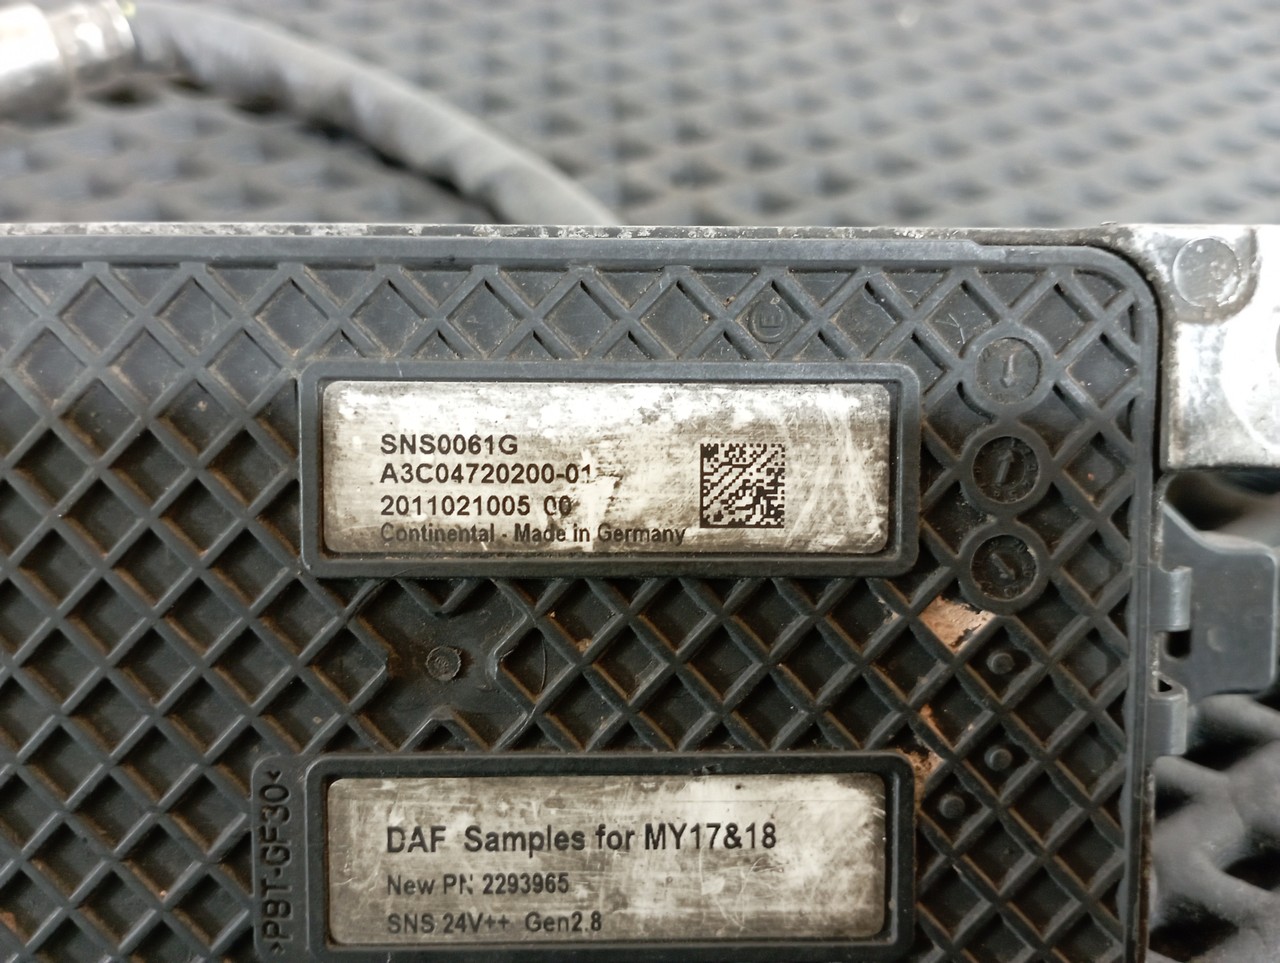 E
SNS0061G
A3C04720200-01
2011021005 00
Continental - Made in Germany
>PBT-GF30<
DAF Samples for MY17&18
New PN 2293965
SNS 24V++ Gen2.8